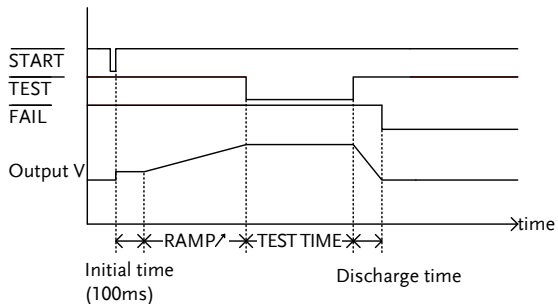 START
TEST
FAIL
Output V
time
RAMP↗ TEST TIME
Initial time
(100ms)
Discharge time